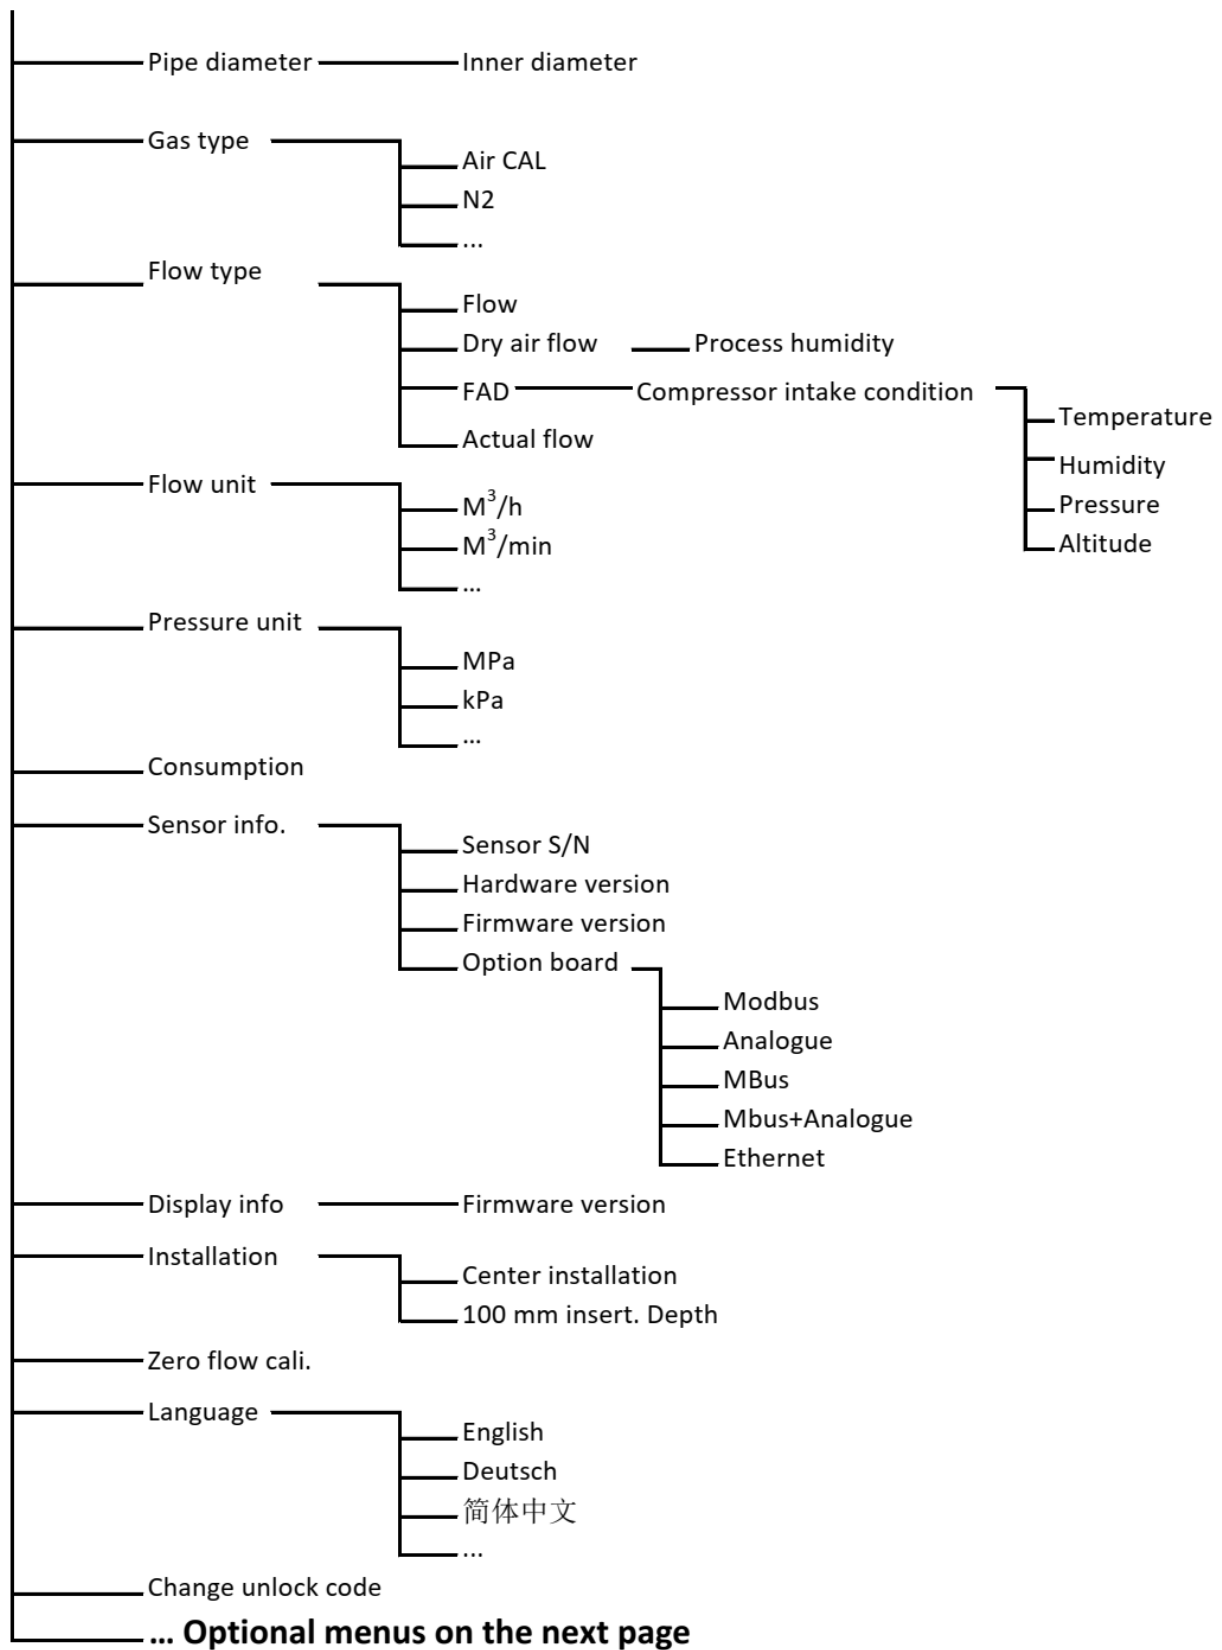 Pipe diameter Inner diameter
Gas type
Air CAL
N2
...
Flow type
Flow
Dry air flow Process humidity
FAD Compressor intake condition
Temperature
Actual flow
Humidity
Flow unit
Pressure
M³/h
M³/min
Altitude
...
Pressure unit
MPa
kPa
...
Consumption
Sensor info.
Sensor S/N
Hardware version
Firmware version
Option board
Modbus
Analogue
MBus
Mbus+Analogue
Ethernet
Display info Firmware version
Installation
Center installation
100 mm insert. Depth
Zero flow cali.
Language
English
Deutsch
简体中文
...
Change unlock code
... Optional menus on the next page